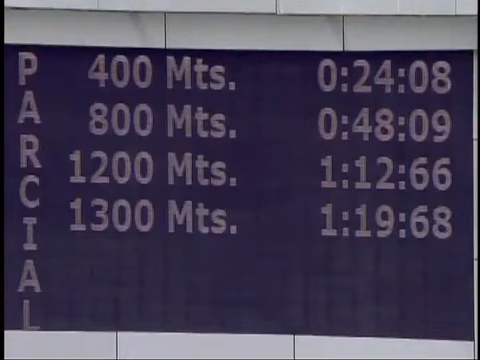 PARCIAL
400 Mts. 0:24:08
800 Mts. 0:48:09
1200 Mts. 1:12:66
1300 Mts. 1:19:68